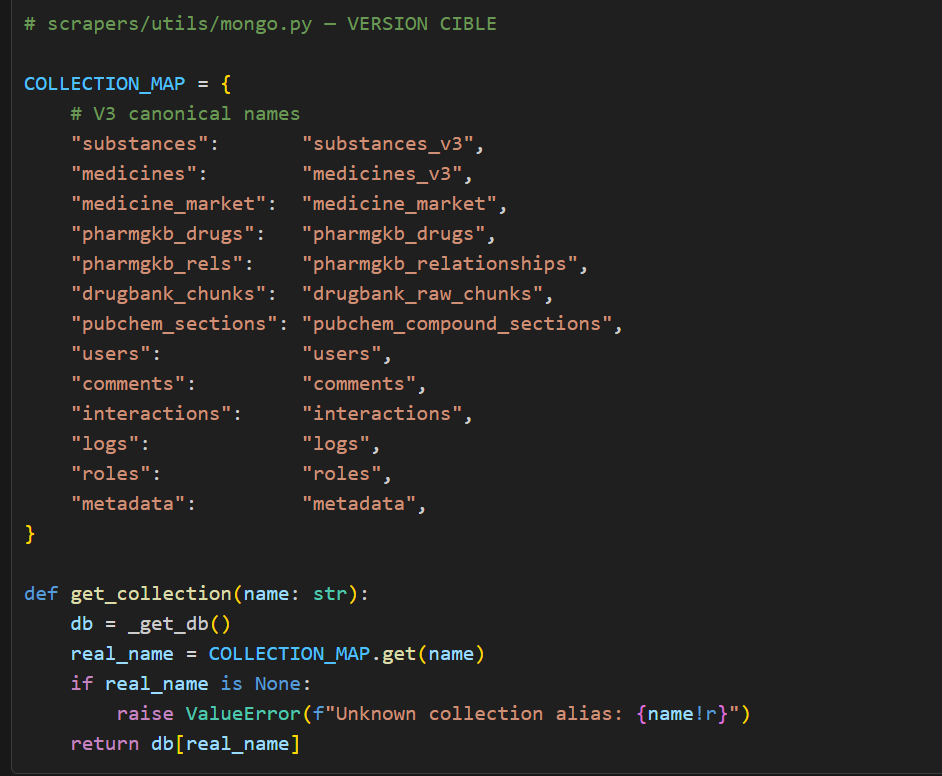 # scrapers/utils/mongo.py — VERSION CIBLE
COLLECTION_MAP = {
    # V3 canonical names
    "substances":       "substances_v3",
    "medicines":        "medicines_v3",
    "medicine_market":  "medicine_market",
    "pharmgkb_drugs":   "pharmgkb_drugs",
    "pharmgkb_rels":    "pharmgkb_relationships",
    "drugbank_chunks":  "drugbank_raw_chunks",
    "pubchem_sections": "pubchem_compound_sections",
    "users":            "users",
    "comments":         "comments",
    "interactions":     "interactions",
    "logs":             "logs",
    "roles":            "roles",
    "metadata":         "metadata",
}
def get_collection(name: str):
    db = _get_db()
    real_name = COLLECTION_MAP.get(name)
    if real_name is None:
        raise ValueError(f"Unknown collection alias: {name!r}")
    return db[real_name]